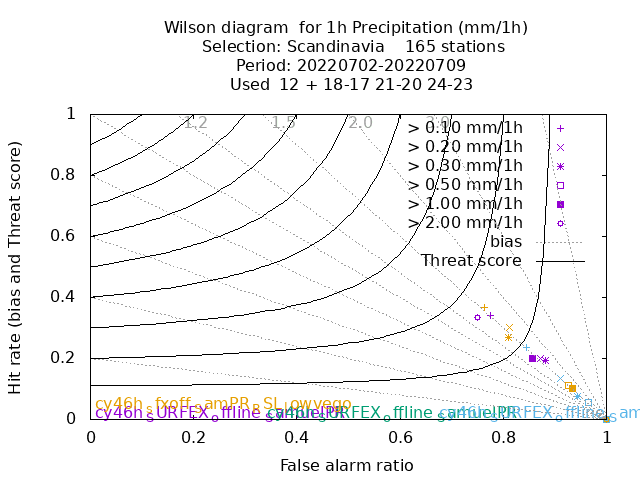 Wilson diagram for 1h Precipitation (mm/1h)
Selection: Scandinavia 165 stations
Period: 20220702-20220709
Used 12 + 18-17 21-20 24-23
Hit rate (bias and Threat score)
1
0.8
0.6
0.4
0.2
0
1.2 1.5 2.0
> 0.10 mm/1h
> 0.20 mm/1h
> 0.30 mm/1h
> 0.50 mm/1h
> 1.00 mm/1h
> 2.00 mm/1h
bias
Threat score
0 0.2 0.4 0.6 0.8 1
False alarm ratio